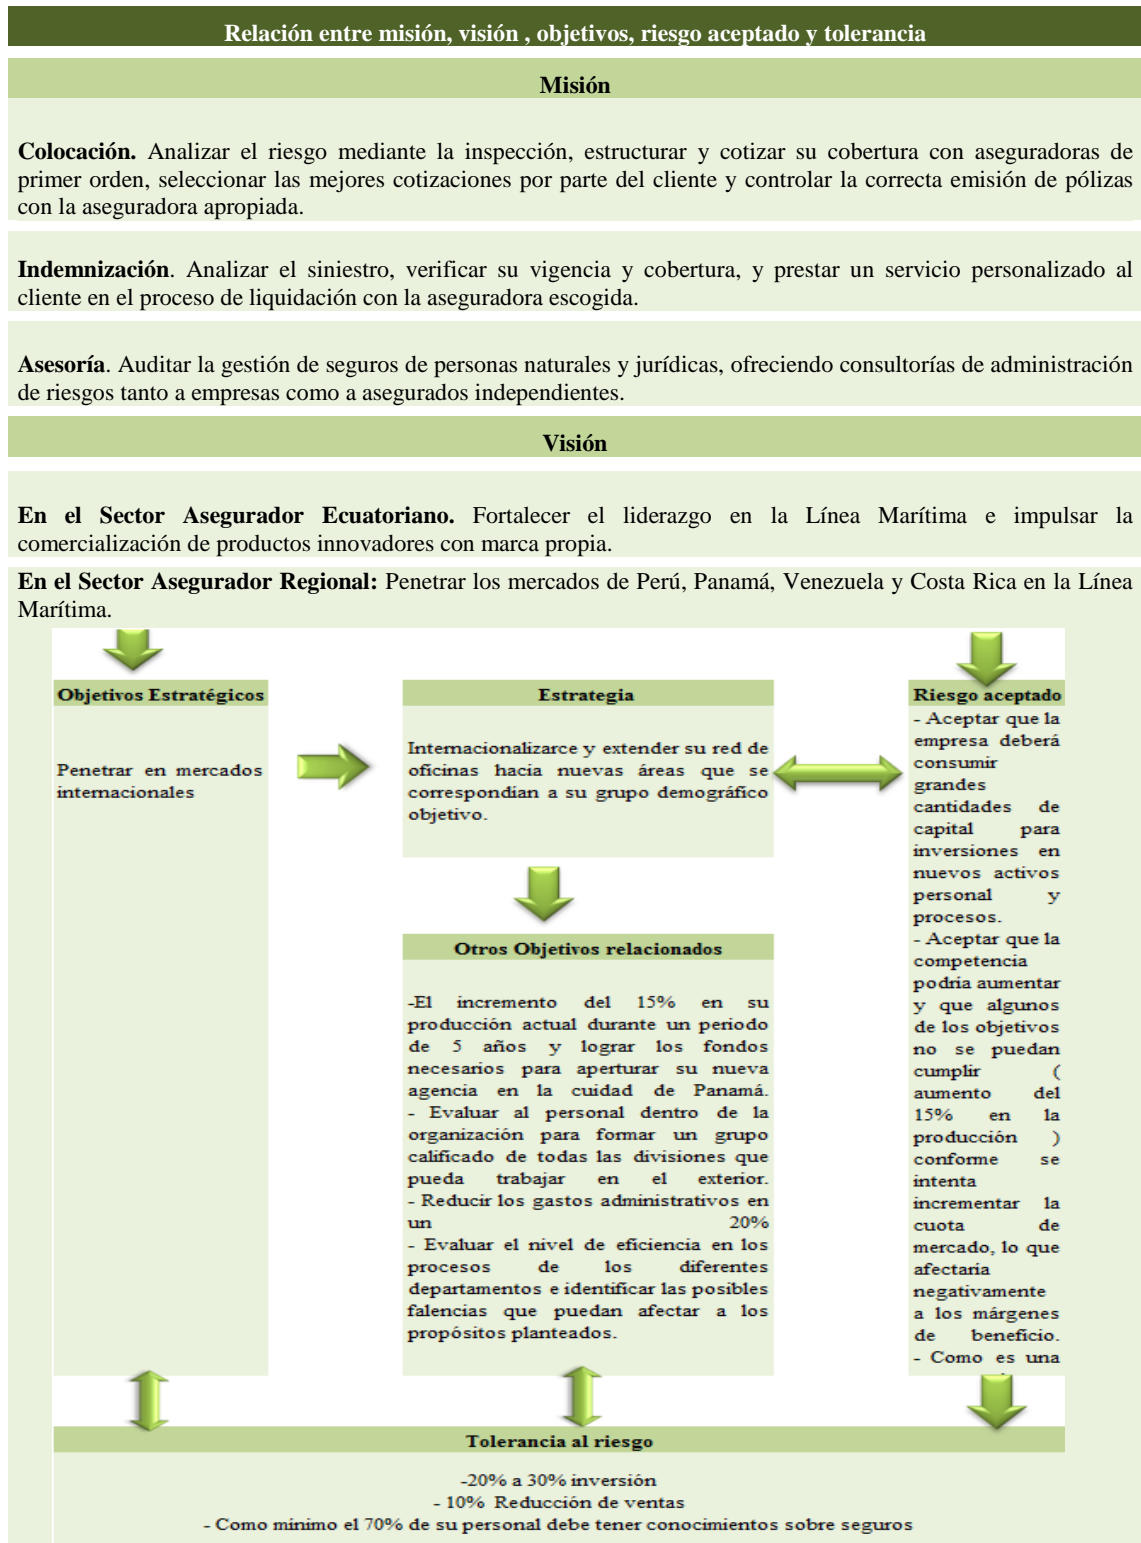 Relación entre misión, visión , objetivos, riesgo aceptado y tolerancia
Misión
Colocación. Analizar el riesgo mediante la inspección, estructurar y cotizar su cobertura con aseguradoras de
primer orden, seleccionar las mejores cotizaciones por parte del cliente y controlar la correcta emisión de pólizas
con la aseguradora apropiada.
Indemnización. Analizar el siniestro, verificar su vigencia y cobertura, y prestar un servicio personalizado al
cliente en el proceso de liquidación con la aseguradora escogida.
Asesoría. Auditar la gestión de seguros de personas naturales y jurídicas, ofreciendo consultorías de administración
de riesgos tanto a empresas como a asegurados independientes.
Visión
En el Sector Asegurador Ecuatoriano. Fortalecer el liderazgo en la Línea Marítima e impulsar la
comercialización de productos innovadores con marca propia.
En el Sector Asegurador Regional: Penetrar los mercados de Perú, Panamá, Venezuela y Costa Rica en la Línea
Marítima.
Objetivos Estratégicos
Penetrar en mercados
internacionales
Estrategia
Internacionalizarce y extender su red de
oficinas hacia nuevas áreas que se
correspondían a su grupo demográfico
objetivo.
Otros Objetivos relacionados
-El incremento del 15% en su
producción actual durante un periodo
de 5 años y lograr los fondos
necesarios para aperturar su nueva
agencia en la cuidad de Panamá.
- Evaluar al personal dentro de la
organización para formar un grupo
calificado de todas las divisiones que
pueda trabajar en el exterior.
- Reducir los gastos administrativos en
un 20%
- Evaluar el nivel de eficiencia en los
procesos de los diferentes
departamentos e identificar las posibles
falencias que puedan afectar a los
propósitos planteados.
Riesgo aceptado
- Aceptar que la
empresa deberá
consumir
grandes
cantidades de
capital para
inversiones en
nuevos activos
personal y
procesos.
- Aceptar que la
competencia
podría aumentar
y que algunos
de los objetivos
no se puedan
cumplir (
aumento del
15% en la
producción )
conforme se
intenta
incrementar la
cuota de
mercado, lo que
afectaría
negativamente
a los márgenes
de beneficio.
- Como es una
Tolerancia al riesgo
-20% a 30% inversión
- 10% Reducción de ventas
- Como mínimo el 70% de su personal debe tener conocimientos sobre seguros